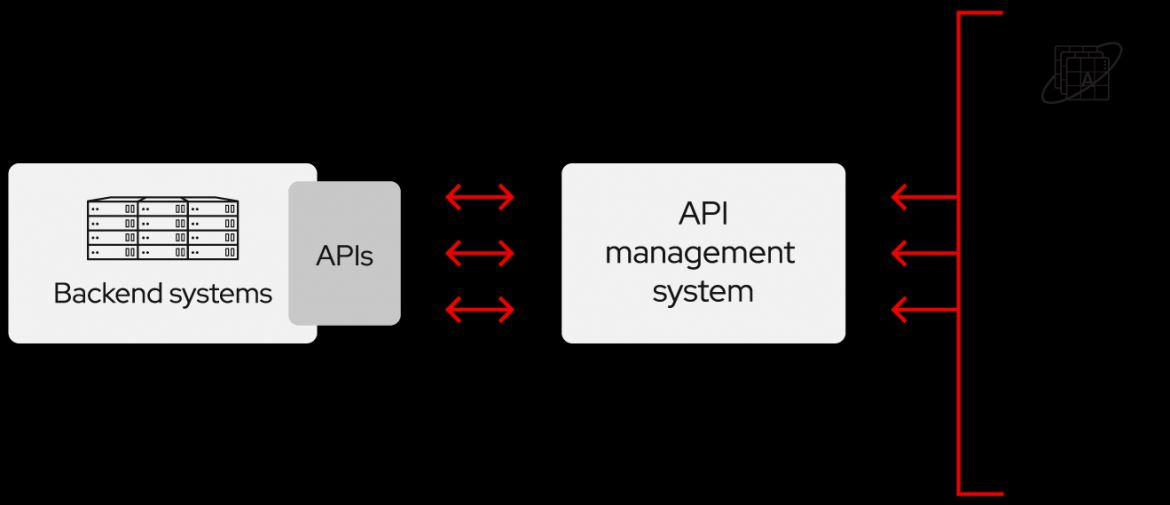 Backend systems
APIs
API
management
system
A